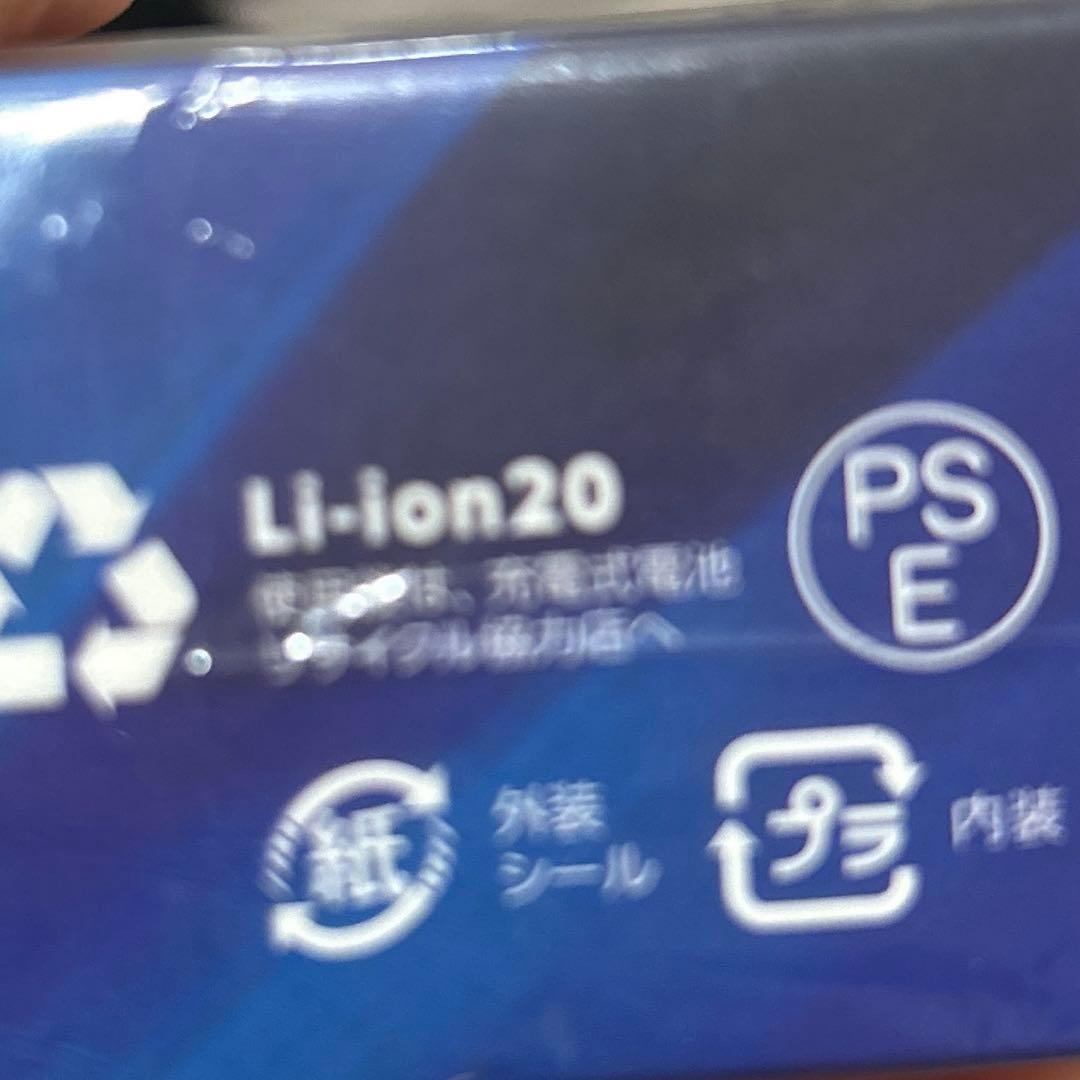 Li-ion20
使用後は、充電式電池
リサイクル協力店へ
PS
E
紙
外装
シール
プラ
内装